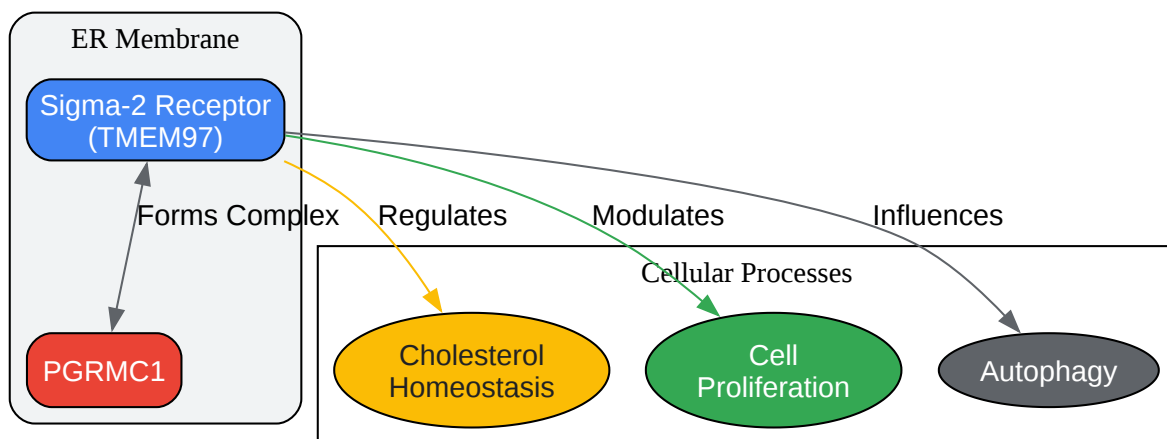 ER Membrane
Sigma-2 Receptor
(TMEM97)
Forms Complex
Regulates
Modulates
Influences
Cellular Processes
PGRMC1
Cholesterol
Homeostasis
Cell
Proliferation
Autophagy